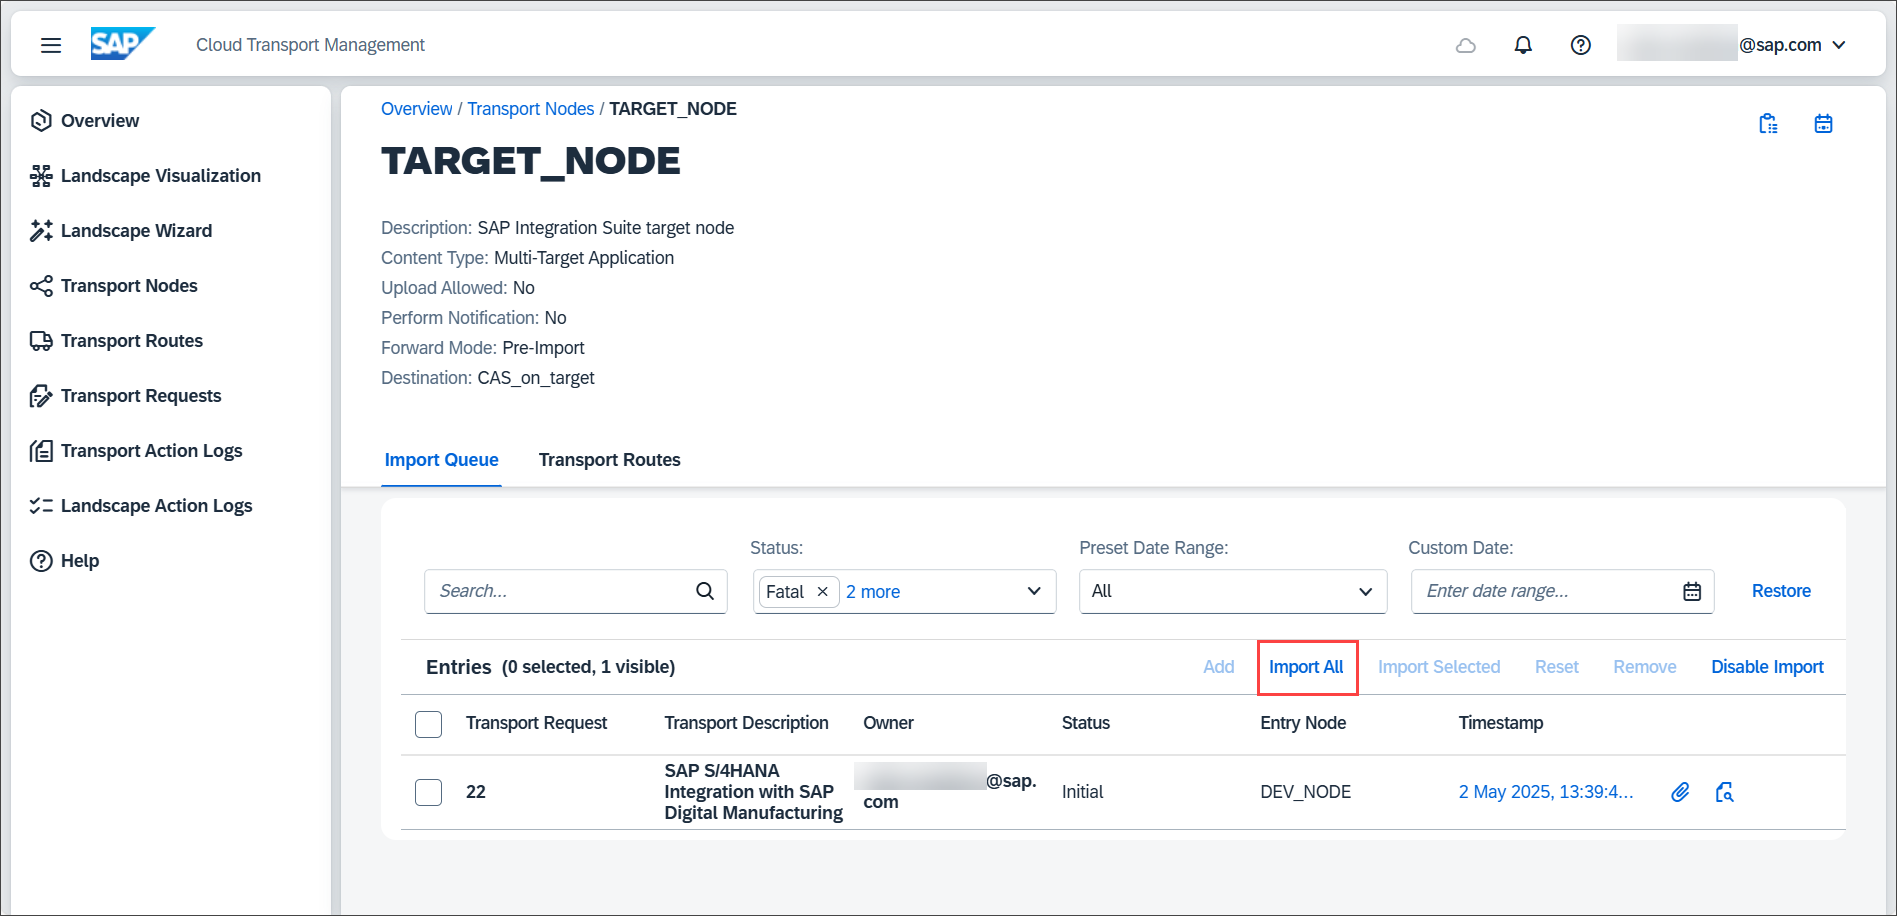 SAP Cloud Transport Management @sap.com
Overview
Landscape Visualization
Landscape Wizard
Transport Nodes
Transport Routes
Transport Requests
Transport Action Logs
Landscape Action Logs
Help
Overview / Transport Nodes / TARGET_NODE
TARGET_NODE
Description: SAP Integration Suite target node
Content Type: Multi-Target Application
Upload Allowed: No
Perform Notification: No
Forward Mode: Pre-Import
Destination: CAS_on_target
Import Queue Transport Routes
Status: Preset Date Range: Custom Date:
Search... Fatal 2 more All Enter date range... Restore
Entries (0 selected, 1 visible) Add Import All Import Selected Reset Remove Disable Import
Transport Request Transport Description Owner Status Entry Node Timestamp
22 SAP S/4HANA Integration with SAP Digital Manufacturing @sap.com Initial DEV_NODE 2 May 2025, 13:39:4...